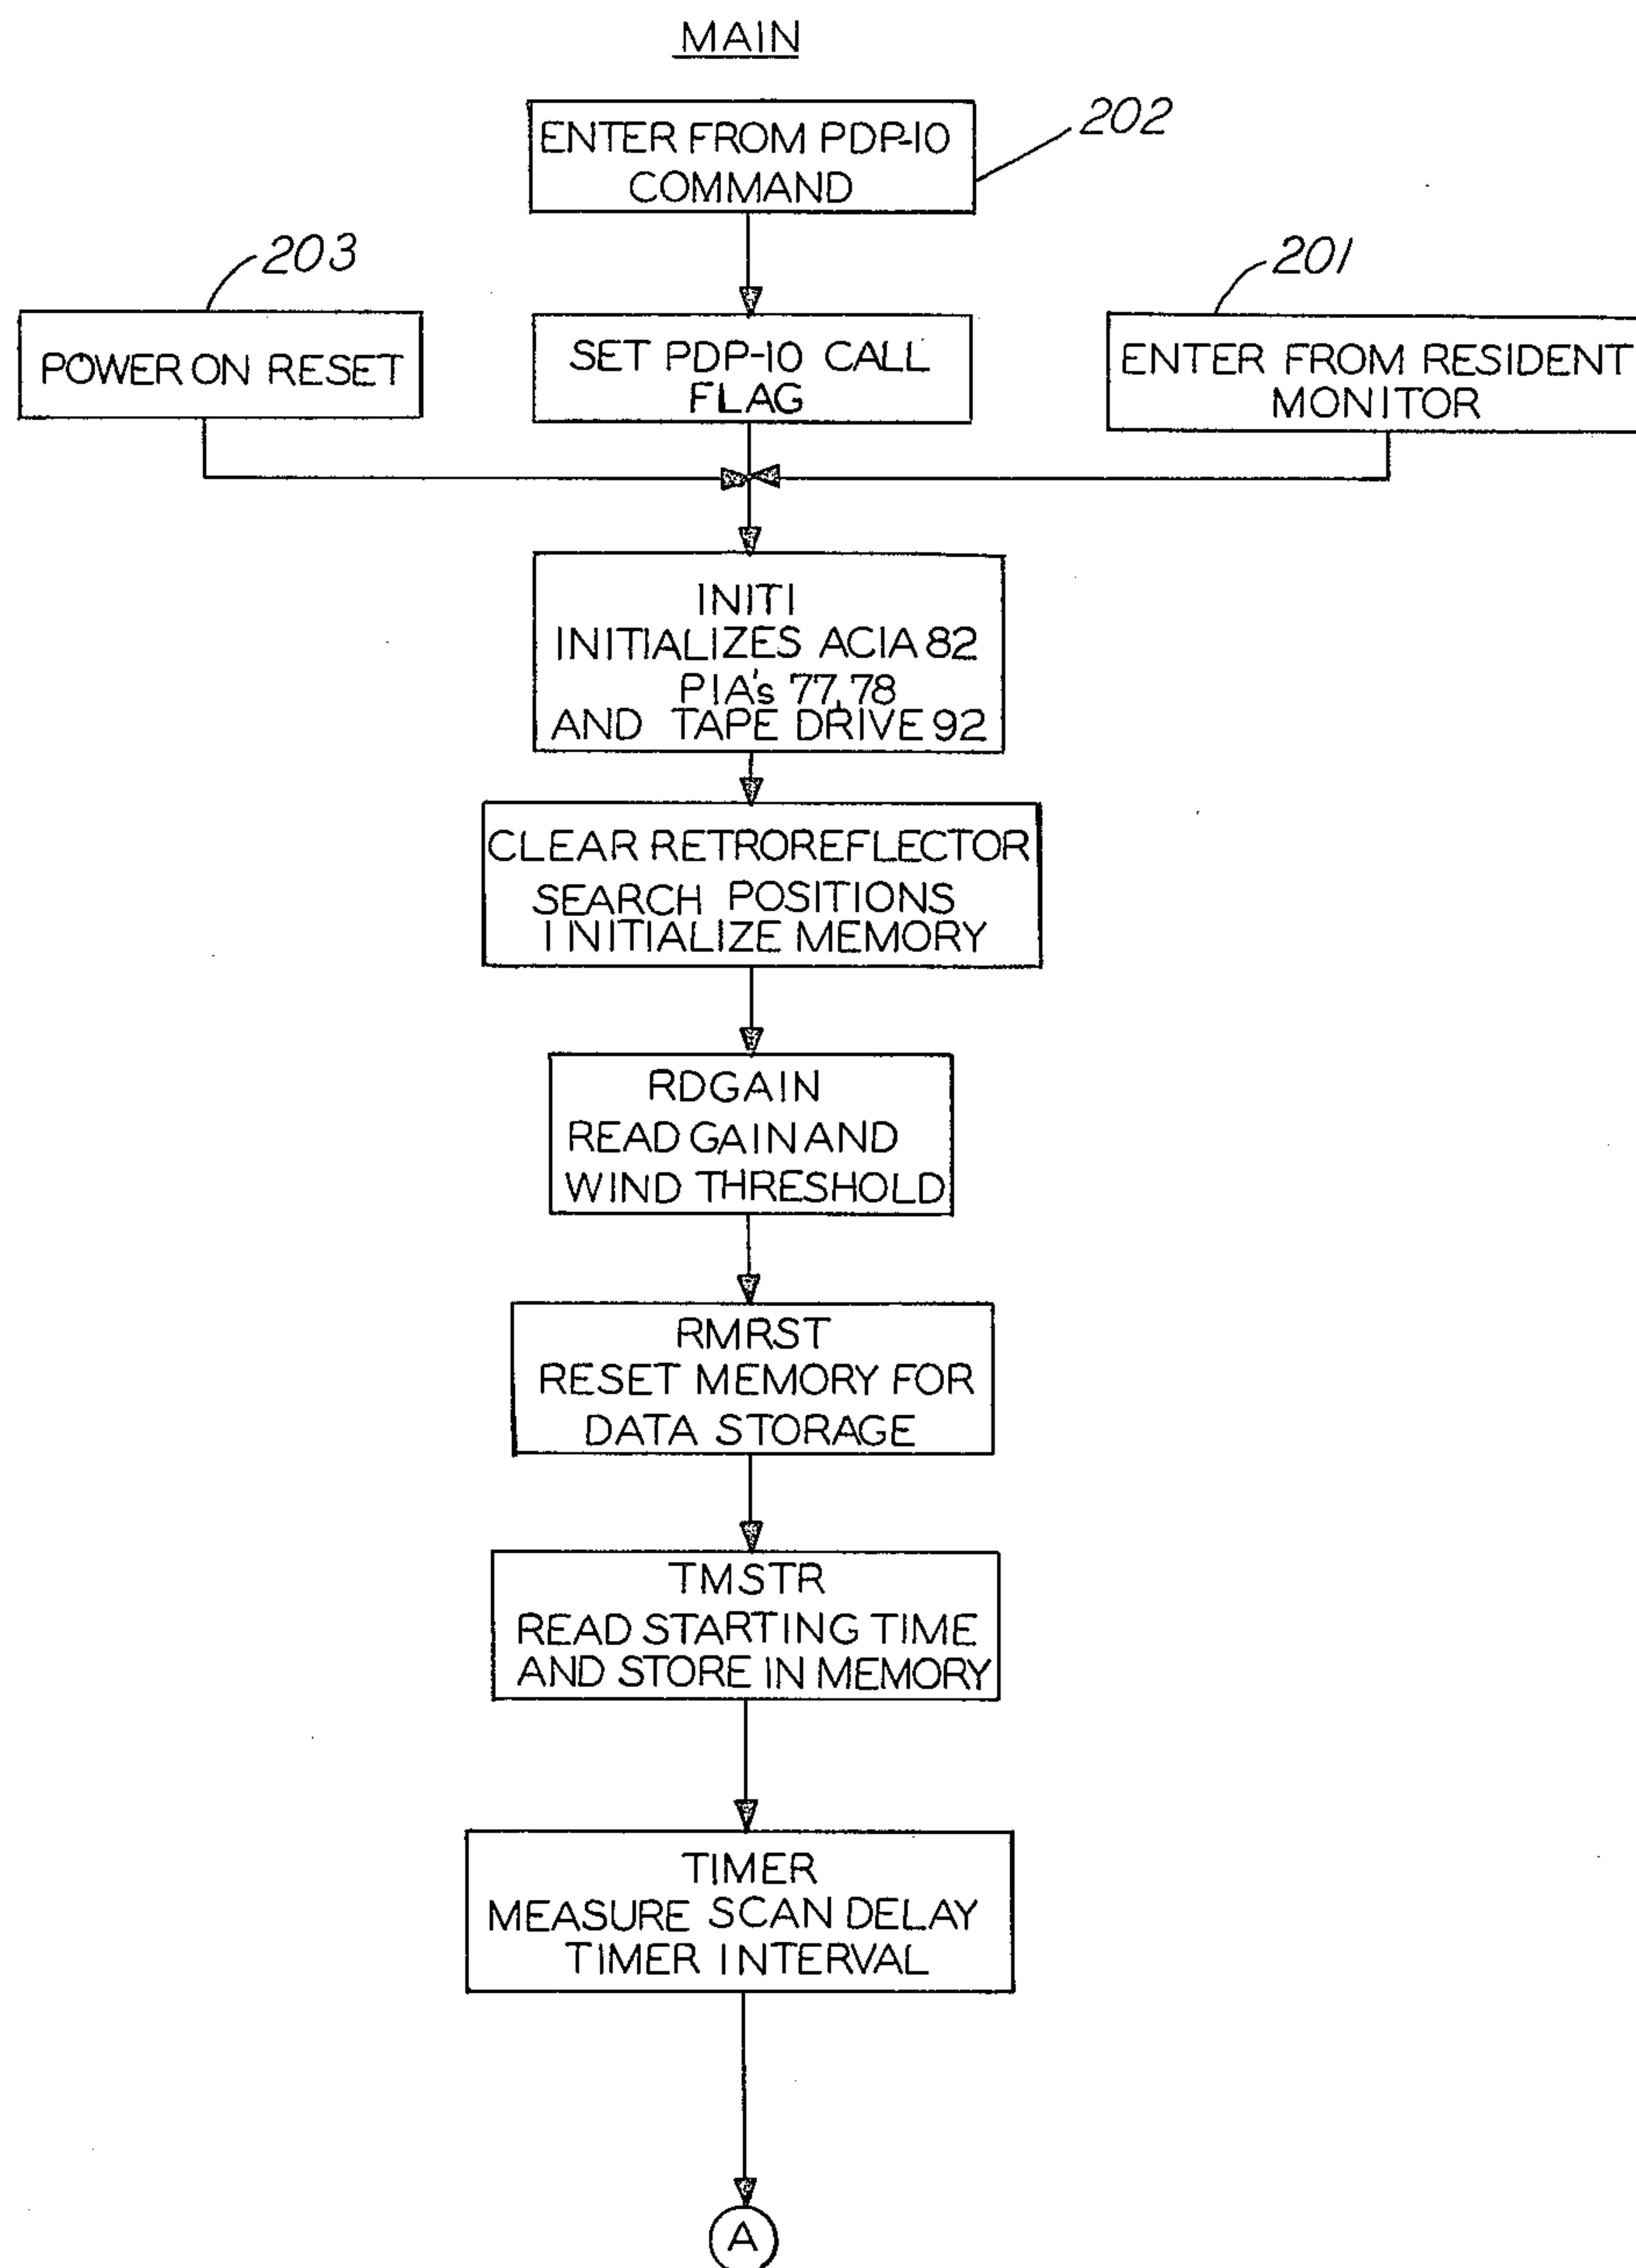 MAIN
ENTER FROM PDP-10
COMMAND
202
203
POWER ON RESET
SET PDP-10 CALL
FLAG
201
ENTER FROM RESIDENT
MONITOR
INITI
INITIALIZES ACIA 82
PIA's 77,78
AND TAPE DRIVE 92
CLEAR RETROREFLECTOR
SEARCH POSITIONS
INITIALIZE MEMORY
RDGAIN
READ GAIN AND
WIND THRESHOLD
RMRST
RESET MEMORY FOR
DATA STORAGE
TMSTR
READ STARTING TIME
AND STORE IN MEMORY
TIMER
MEASURE SCAN DELAY
TIMER INTERVAL
A